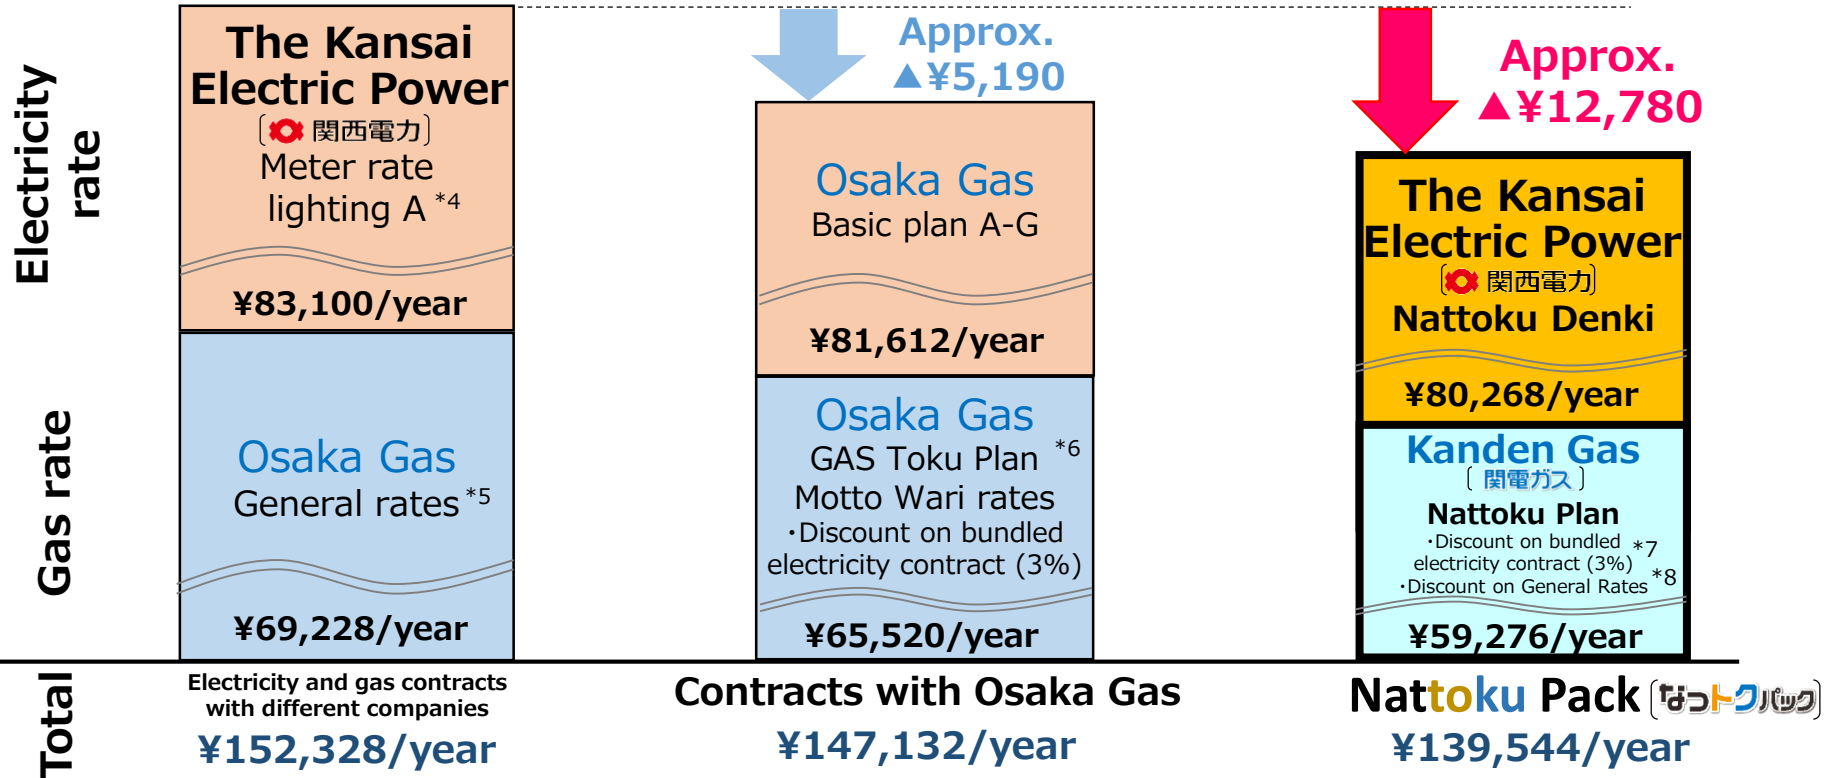 Electricity
rate
Gas rate
Total
The Kansai
Electric Power
〔関西電力〕
Meter rate
lighting A *4
¥83,100/year
Osaka Gas
General rates *5
¥69,228/year
Electricity and gas contracts
with different companies
¥152,328/year
Approx.
▲¥5,190
Osaka Gas
Basic plan A-G
¥81,612/year
Osaka Gas
GAS Toku Plan *6
Motto Wari rates
・Discount on bundled
electricity contract (3%)
¥65,520/year
Contracts with Osaka Gas
¥147,132/year
Approx.
▲¥12,780
The Kansai
Electric Power
〔関西電力〕
Nattoku Denki
¥80,268/year
Kanden Gas
〔関電ガス〕
Nattoku Plan
・Discount on bundled
electricity contract (3%) *7
・Discount on General Rates *8
¥59,276/year
Nattoku Pack〔なっトクパック〕
¥139,544/year